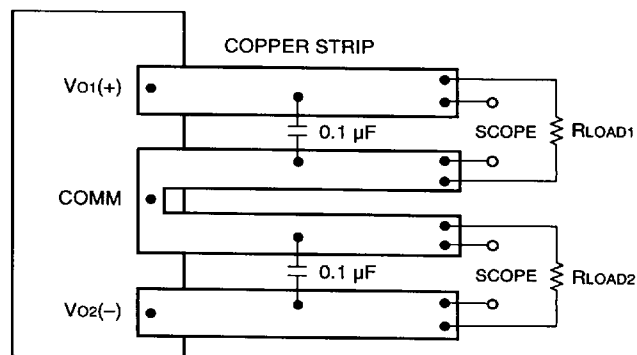 COPPER STRIP
VO1(+)
0.1 µF
SCOPE
RLOAD1
COMM
0.1 µF
SCOPE
RLOAD2
VO2(–)